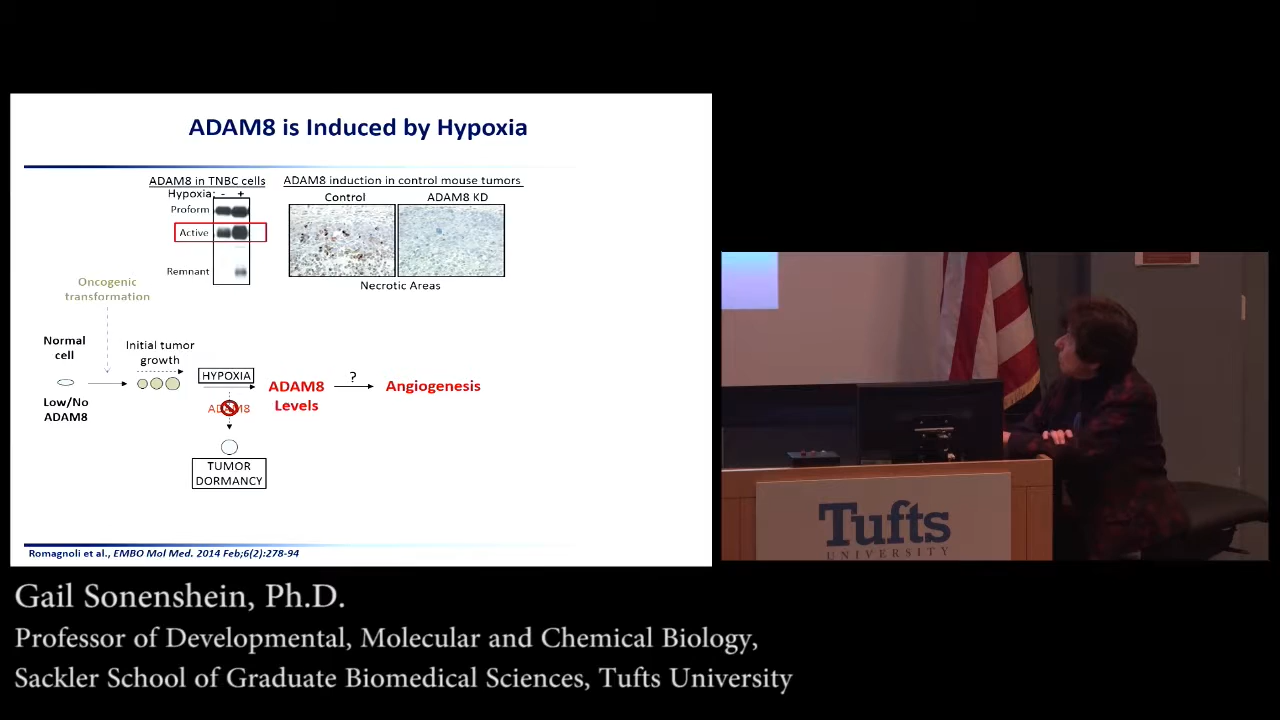 ADAM8 is Induced by Hypoxia
ADAM8 in TNBC cells
Hypoxia: - +
Proform
Active
Remnant
ADAM8 induction in control mouse tumors
Control ADAM8 KD
Necrotic Areas
Oncogenic
transformation
Normal
cell
Low/No
ADAM8
Initial tumor
growth
HYPOXIA
ADAM8
TUMOR
DORMANCY
ADAM8
Levels
?
Angiogenesis
Romagnoli et al., EMBO Mol Med. 2014 Feb;6(2):278-94
Tufts
UNIVERSITY
Gail Sonenshein, Ph.D.
Professor of Developmental, Molecular and Chemical Biology,
Sackler School of Graduate Biomedical Sciences, Tufts University